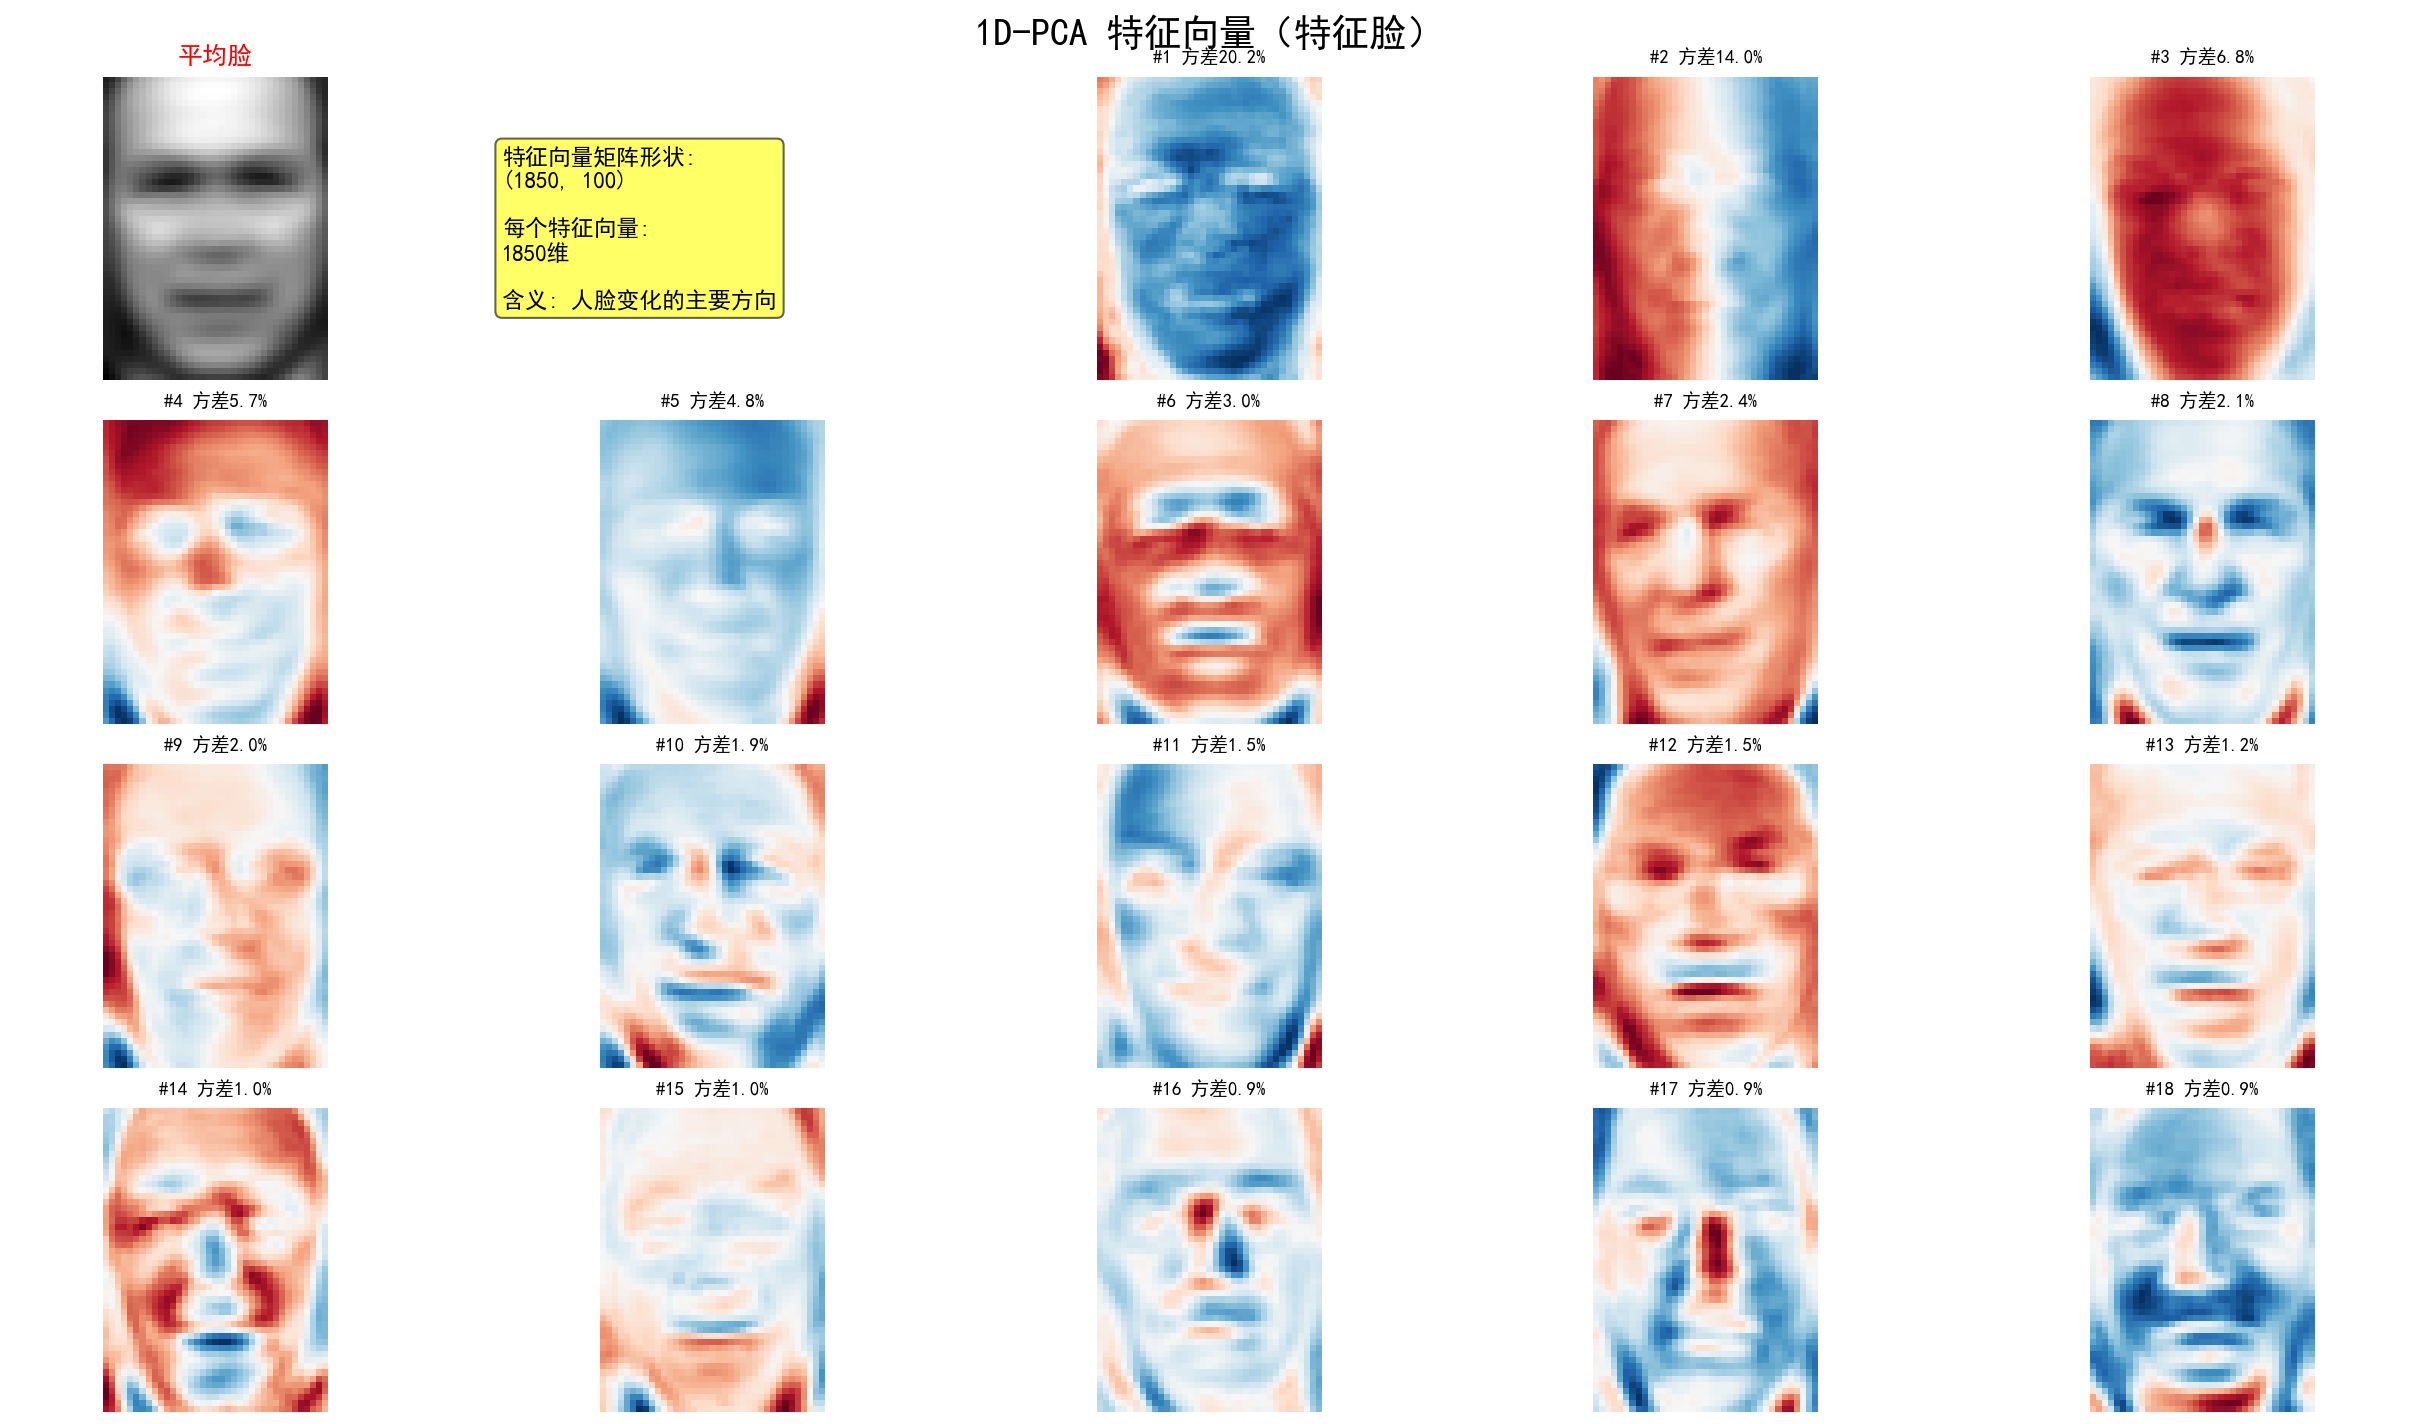 1D-PCA 特征向量（特征脸）
平均脸
特征向量矩阵形状:
(1850, 100)
每个特征向量:
1850维
含义: 人脸变化的主要方向
#1 方差20.2%
#2 方差14.0%
#3 方差6.8%
#4 方差5.7%
#5 方差4.8%
#6 方差3.0%
#7 方差2.4%
#8 方差2.1%
#9 方差2.0%
#10 方差1.9%
#11 方差1.5%
#12 方差1.5%
#13 方差1.2%
#14 方差1.0%
#15 方差1.0%
#16 方差0.9%
#17 方差0.9%
#18 方差0.9%